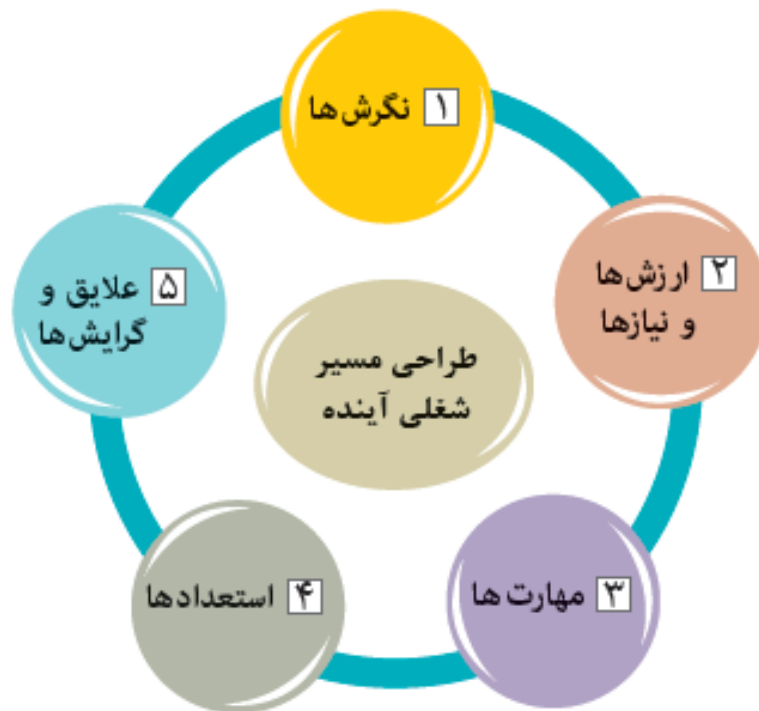 ۱ نگرش‌ها
۲ ارزش‌ها
و نیازها
۳ مهارت‌ها
۴ استعدادها
۵ علایق و
گرایش‌ها
طراحی مسیر
شغلی آینده